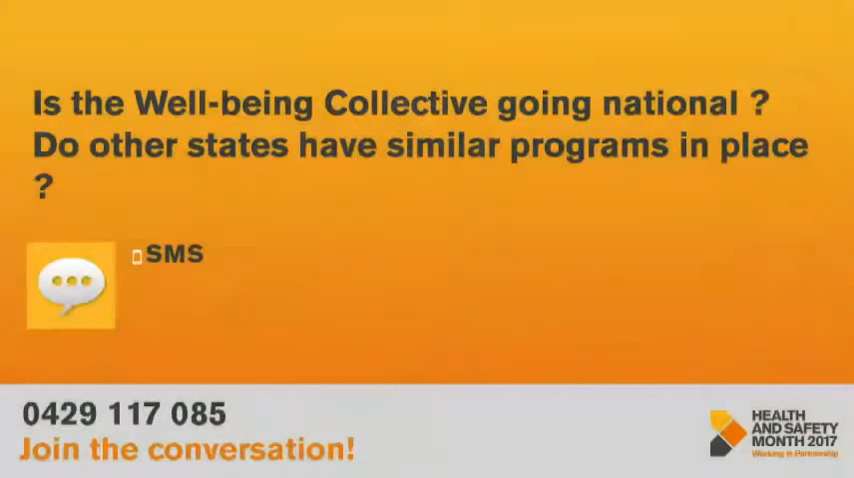 Is the Well-being Collective going national ?
Do other states have similar programs in place
?
SMS
0429 117 085
Join the conversation!
HEALTH
AND SAFETY
MONTH 2017
Working in Partnership